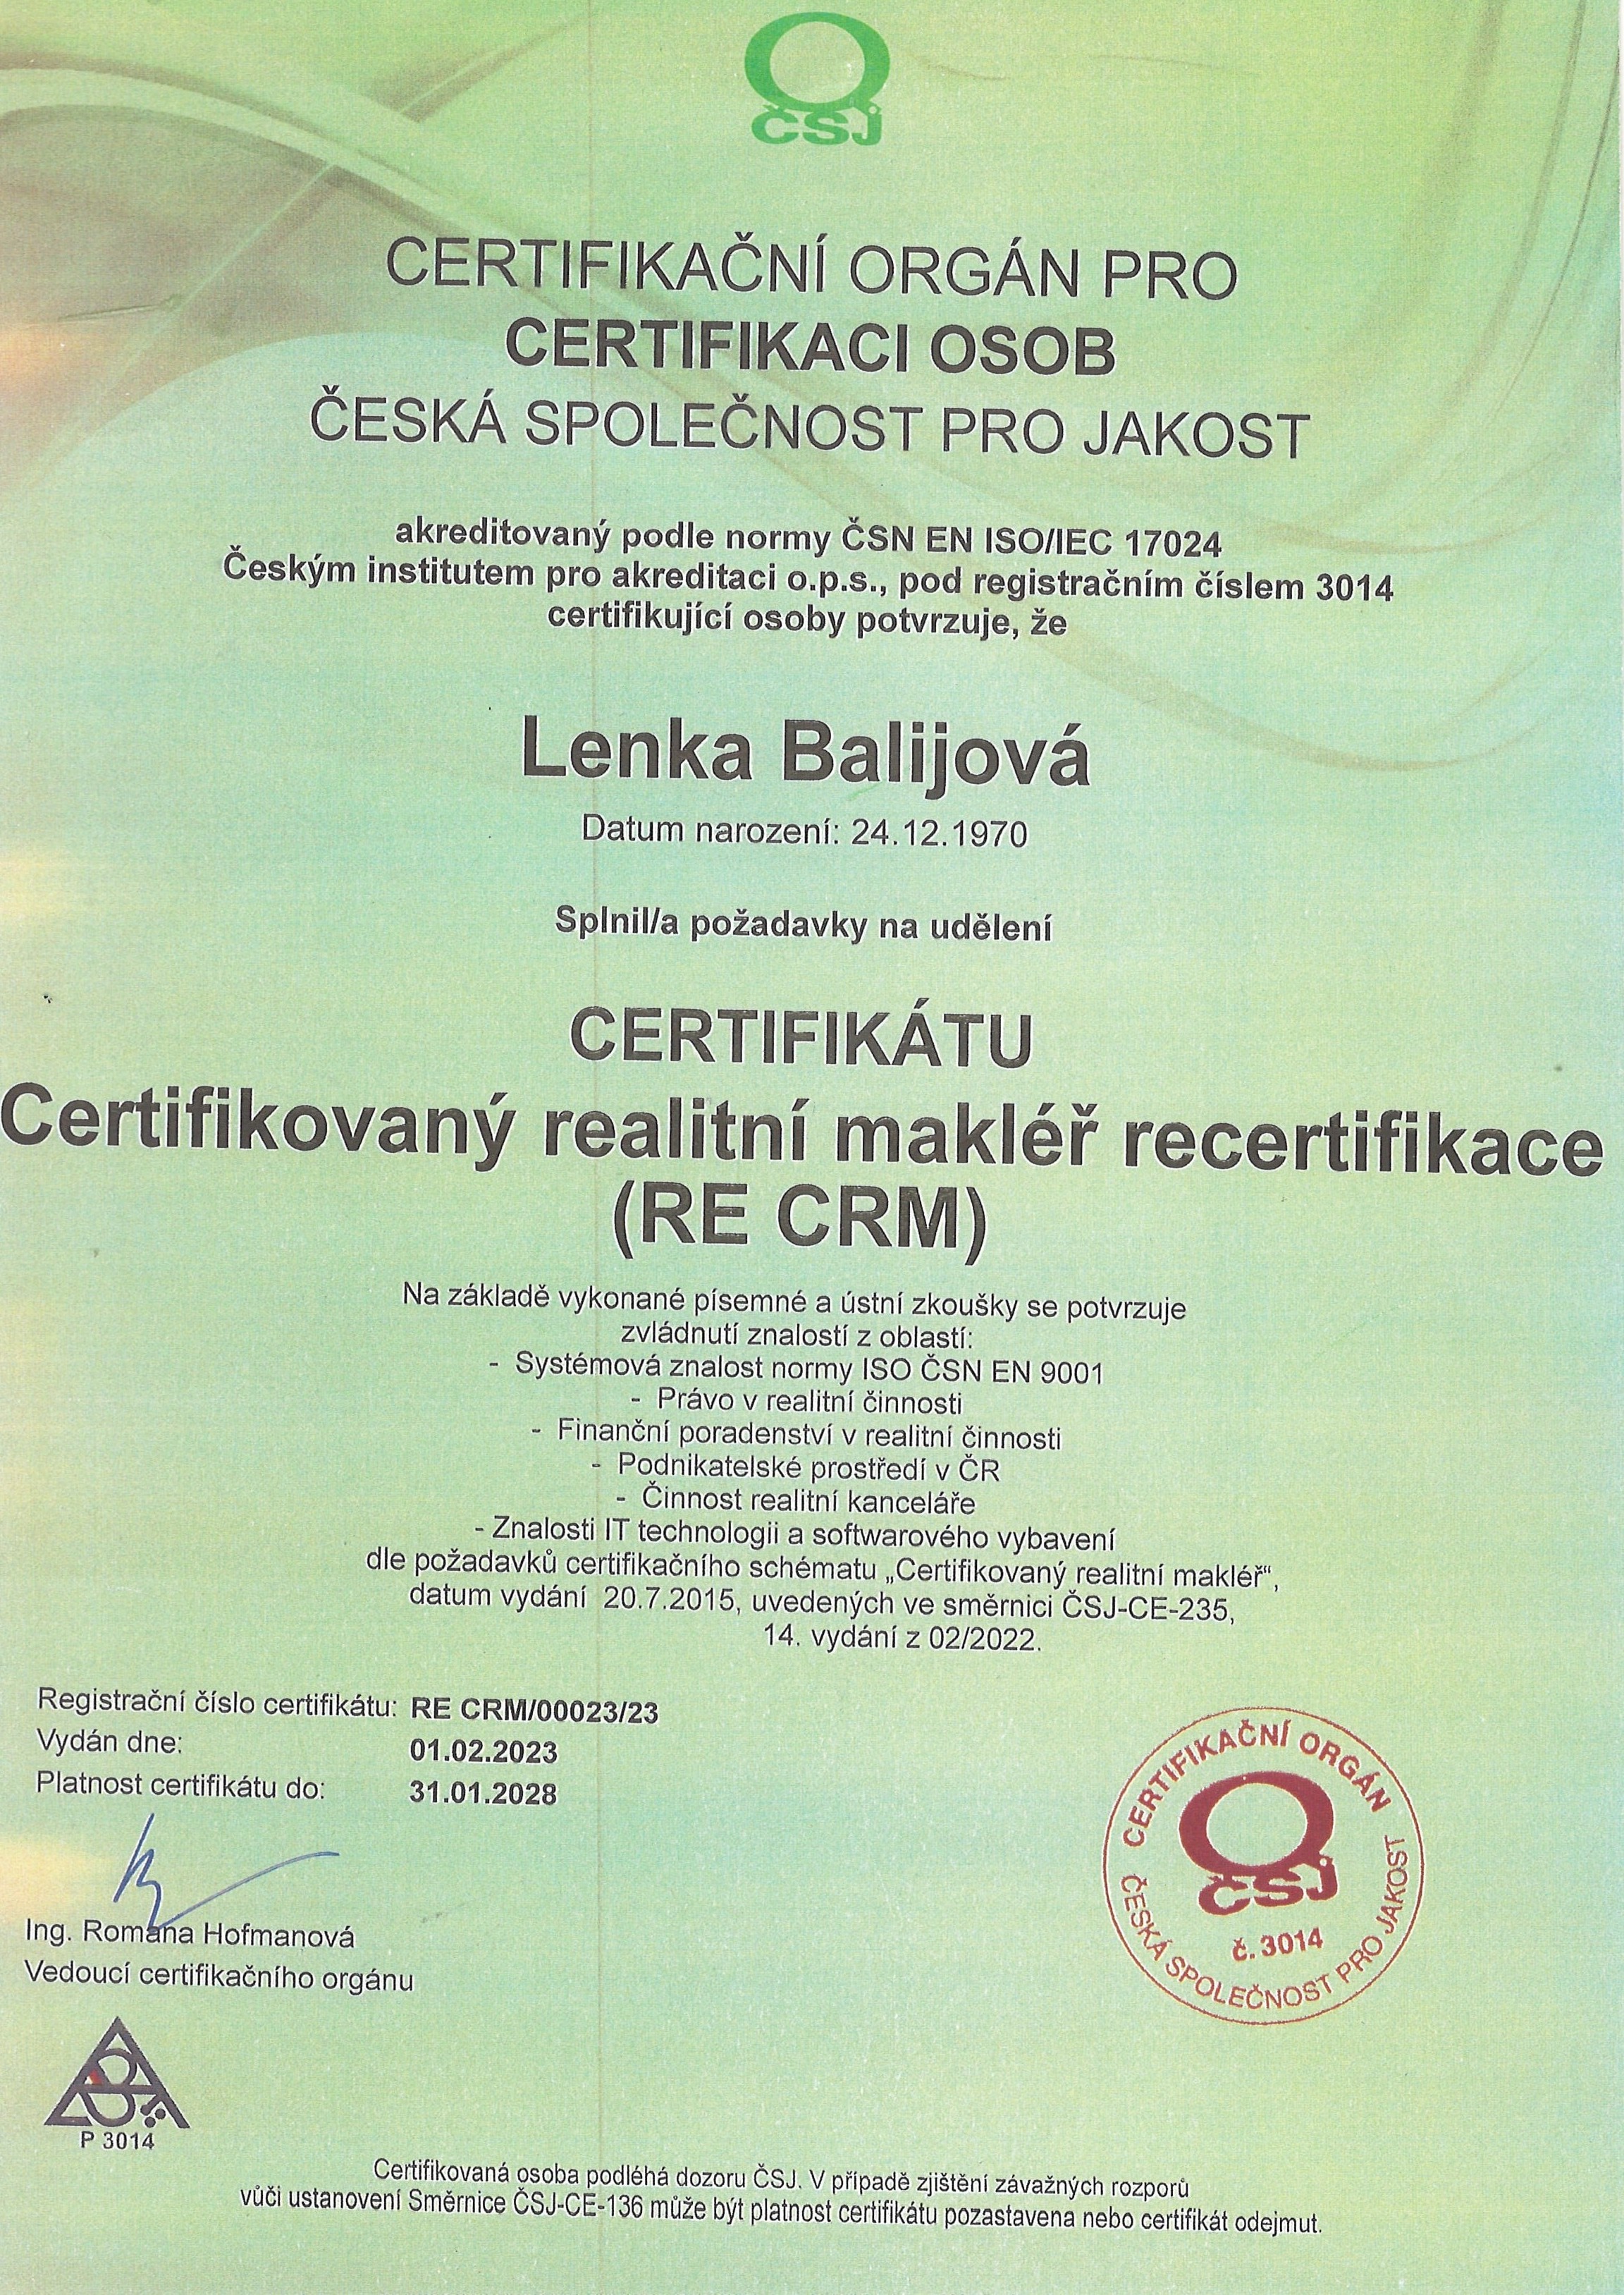 ČSJ
CERTIFIKAČNÍ ORGÁN PRO
CERTIFIKACI OSOB
ČESKÁ SPOLEČNOST PRO JAKOST
akreditovaný podle normy ČSN EN ISO/IEC 17024
Českým institutem pro akreditaci o.p.s., pod registračním číslem 3014
certifikující osoby potvrzuje, že
Lenka Balijová
Datum narození: 24.12.1970
Splnil/a požadavky na udělení
CERTIFIKÁTU
Certifikovaný realitní makléř recertifikace
(RE CRM)
Na základě vykonané písemné a ústní zkoušky se potvrzuje
zvládnutí znalostí z oblastí:
- Systémová znalost normy ISO ČSN EN 9001
- Právo v realitní činnosti
- Finanční poradenství v realitní činnosti
- Podnikatelské prostředí v ČR
- Činnost realitní kanceláře
- Znalosti IT technologii a softwarového vybavení
dle požadavků certifikačního schématu „Certifikovaný realitní makléř“,
datum vydání 20.7.2015, uvedených ve směrnici ČSJ-CE-235,
14. vydání z 02/2022.
Registrační číslo certifikátu: RE CRM/00023/23
Vydán dne: 01.02.2023
Platnost certifikátu do: 31.01.2028
Ing. Romana Hofmanová
Vedoucí certifikačního orgánu
CERTIFIKAČNÍ ORGÁN
ČSJ
č. 3014
ČESKÁ SPOLEČNOST PRO JAKOST
P 3014
Certifikovaná osoba podléhá dozoru ČSJ. V případě zjištění závažných rozporů
vůči ustanovení Směrnice ČSJ-CE-136 může být platnost certifikátu pozastavena nebo certifikát odejmut.